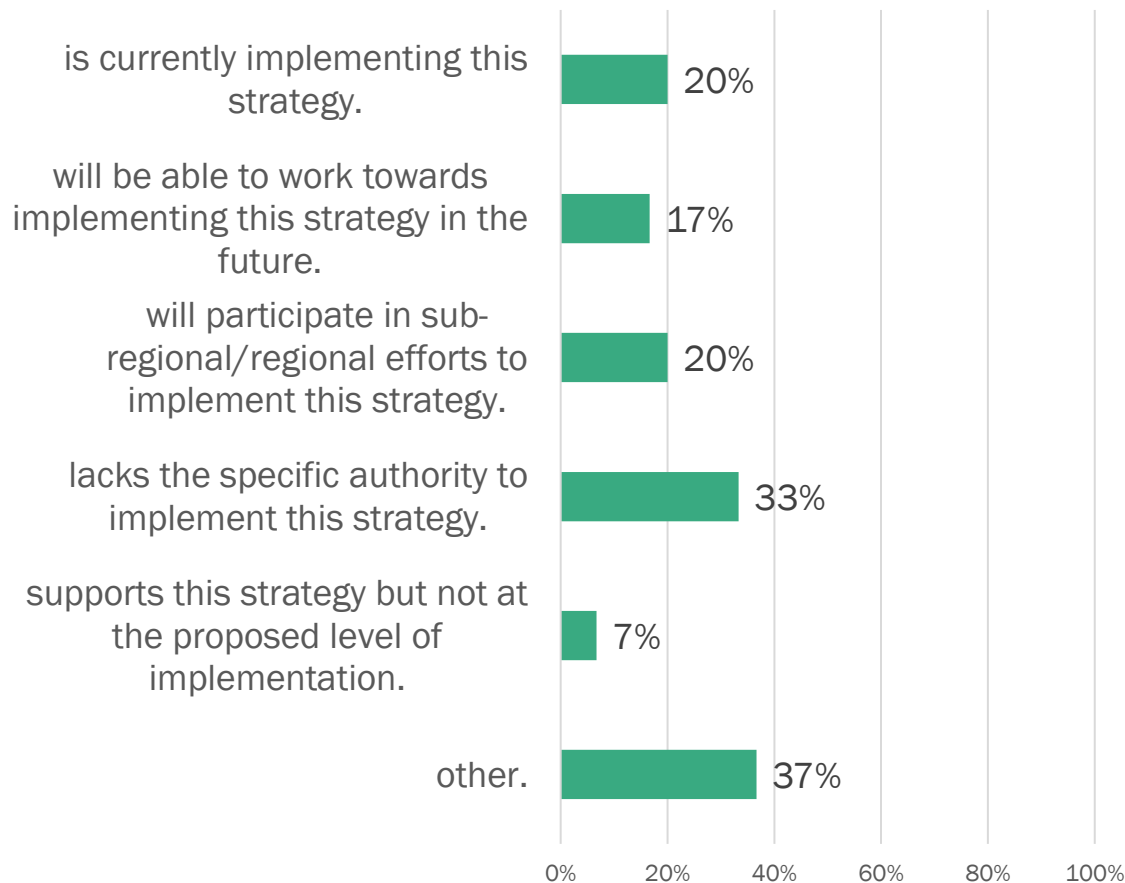 is currently implementing this
strategy.
20%
will be able to work towards
implementing this strategy in the
future.
17%
will participate in sub-
regional/regional efforts to
implement this strategy.
20%
lacks the specific authority to
implement this strategy.
33%
supports this strategy but not at
the proposed level of
implementation.
7%
other.
37%
0% 20% 40% 60% 80% 100%